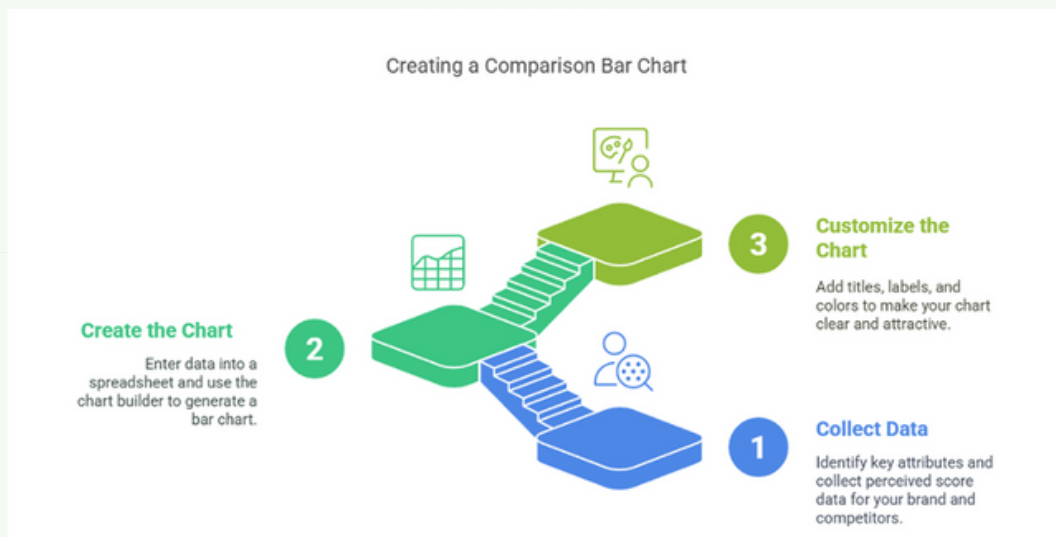 Creating a Comparison Bar Chart
3
Customize the
Chart
Add titles, labels, and
colors to make your chart
clear and attractive.
Create the Chart
2
Enter data into a
spreadsheet and use the
chart builder to generate a
bar chart.
1
Collect Data
Identify key attributes and
collect perceived score
data for your brand and
competitors.